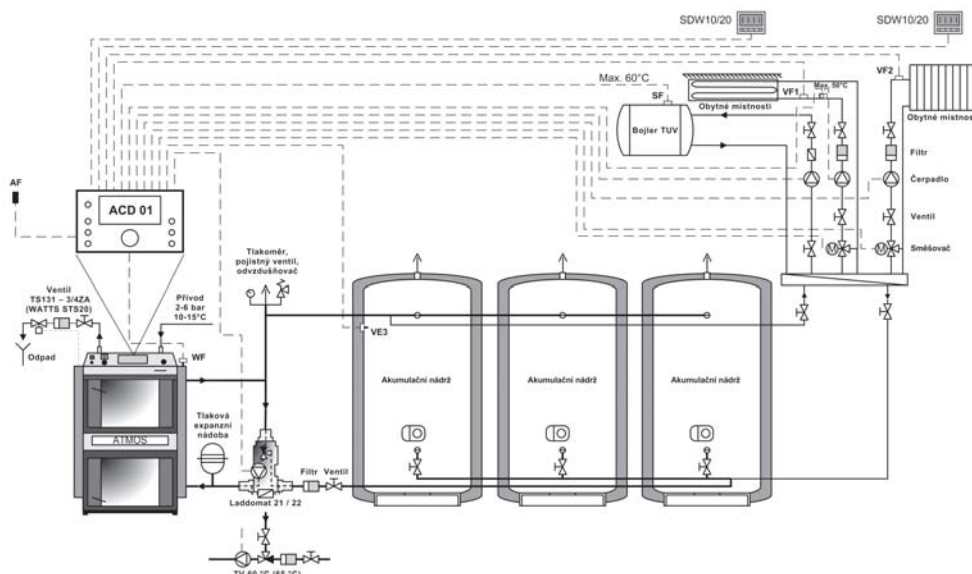 SDW10/20
SDW10/20
Max. 60°C
SF
VF1
Max. 50°C
VF2
Obytné místnosti
Obytné místnost
Bojler TUV
Filtr
Čerpadlo
Ventil
Směšovač
M
M
AF
ACD 01
Tlakoměr,
pojistný ventil,
odvzdušňovač
Ventil
TS131 – 3/4ZA
(WATTS STS20)
Přívod
2-6 bar
10-15°C
Odpad
WF
VE3
ATMOS
Tlaková
expanzní
nádoba
Akumulační nádrž
Akumulační nádrž
Akumulační nádrž
Filtr
Ventil
Laddomat 21 / 22